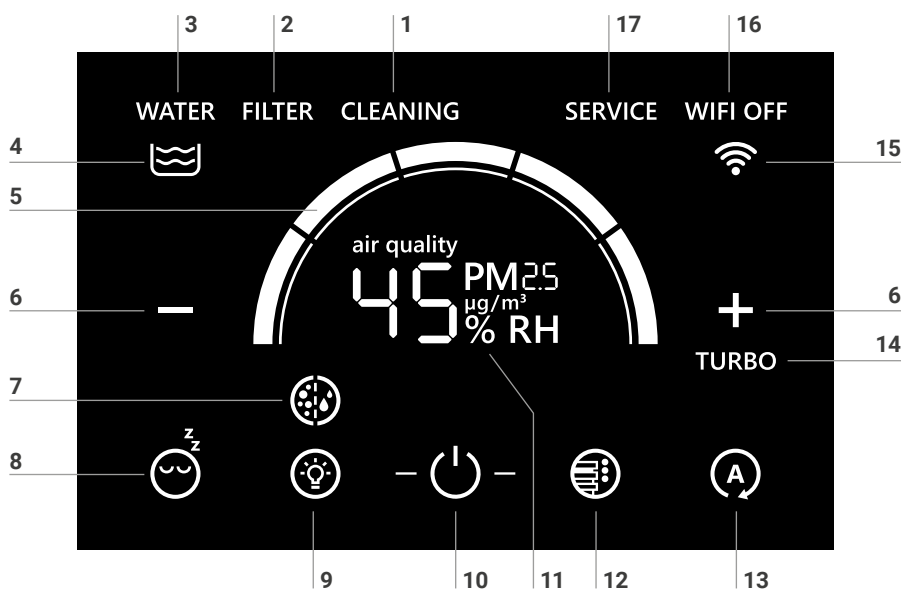 3 2 1 17 16
WATER FILTER CLEANING SERVICE WIFI OFF
4 15
5
air quality
45 PM2.5
µg/m³
% RH
6 6
TURBO 14
7
z
z
8 A
9 10 11 12 13